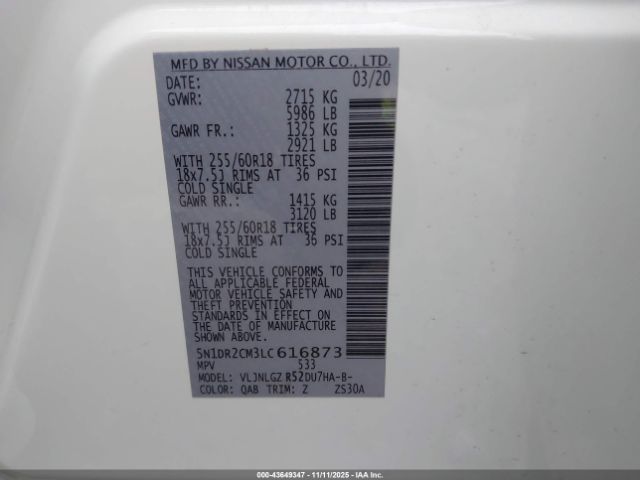 MFD BY NISSAN MOTOR CO., LTD.
DATE: 03/20
GVWR: 2715 KG
5986 LB
GAWR FR.: 1325 KG
2921 LB
WITH 255/60R18 TIRES
18x7.5J RIMS AT 36 PSI
COLD SINGLE
GAWR RR.: 1415 KG
3120 LB
WITH 255/60R18 TIRES
18x7.5J RIMS AT 36 PSI
COLD SINGLE
THIS VEHICLE CONFORMS TO
ALL APPLICABLE FEDERAL
MOTOR VEHICLE SAFETY AND
THEFT PREVENTION
STANDARDS IN EFFECT ON
THE DATE OF MANUFACTURE
SHOWN ABOVE.
5N1DR2CM3LC616873
MPV 533
MODEL: VLJNLGZ R52DU7HA-B-
COLOR: QAB TRIM: Z ZS30A
000-43649347 - 11/11/2025 - COPYRIGHT IAA, LLC.